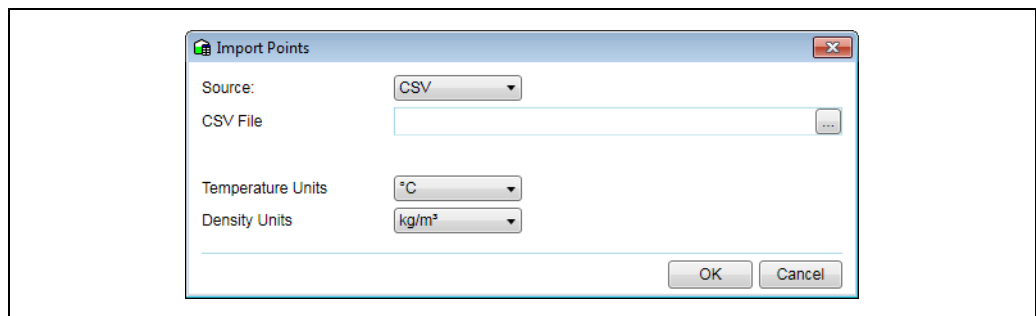 Import Points
Source: CSV
CSV File ...
Temperature Units °C
Density Units kg/m³
OK Cancel